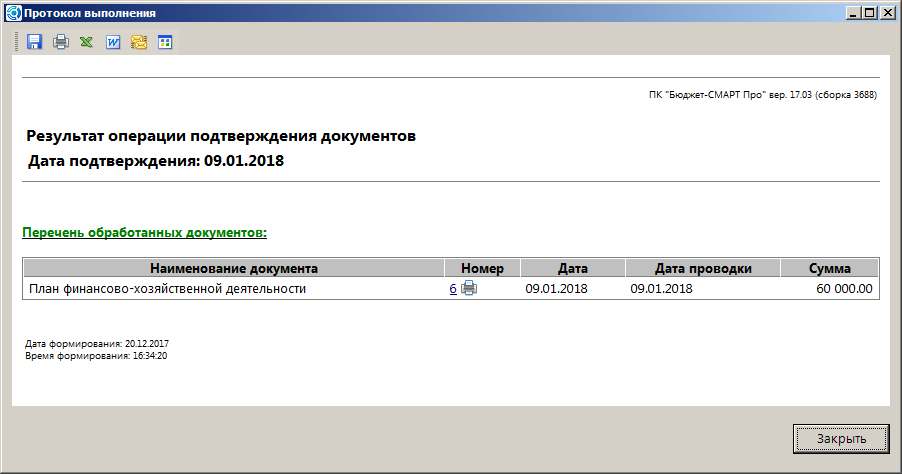 Протокол выполнения
ПК "Бюджет-СМАРТ Про" вер. 17.03 (сборка 3688)
Результат операции подтверждения документов
Дата подтверждения: 09.01.2018
Перечень обработанных документов:
Наименование документа Номер Дата Дата проводки Сумма
План финансово-хозяйственной деятельности 6 09.01.2018 09.01.2018 60 000.00
Дата формирования: 20.12.2017
Время формирования: 16:34:20
Закрыть